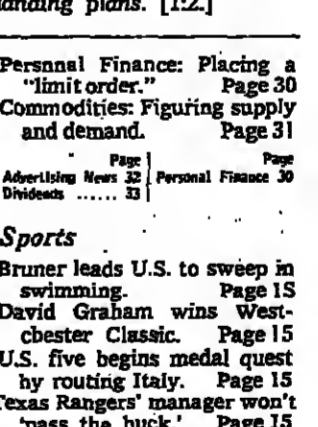 landing plans. [1:2.]
Persnnal Finance: Placing a
"limit order." Page 30
Commodities: Figuring supply
and demand. Page 31
Page Page
Advertising News 32 Personal Finance 30
Dividends ...... 33
Sports
Bruner leads U.S. to sweep in
swimming. Page 15
David Graham wins West-
chester Classic. Page 15
U.S. five begins medal quest
by routing Italy. Page 15
Texas Rangers' manager won't
'pass the buck.' Page 15